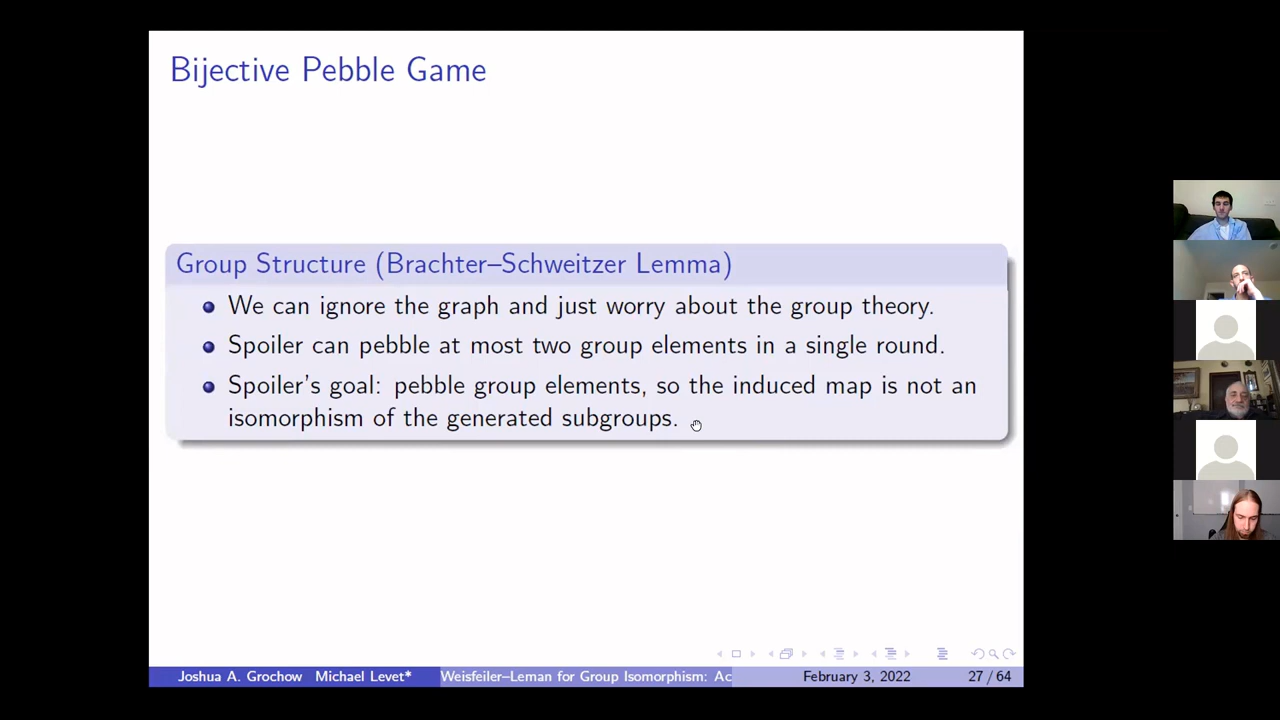 Bijective Pebble Game
Group Structure (Brachter–Schweitzer Lemma)
We can ignore the graph and just worry about the group theory.
Spoiler can pebble at most two group elements in a single round.
Spoiler's goal: pebble group elements, so the induced map is not an
isomorphism of the generated subgroups.
Joshua A. Grochow Michael Levet* Weisfeiler–Leman for Group Isomorphism: Ac February 3, 2022 27 / 64